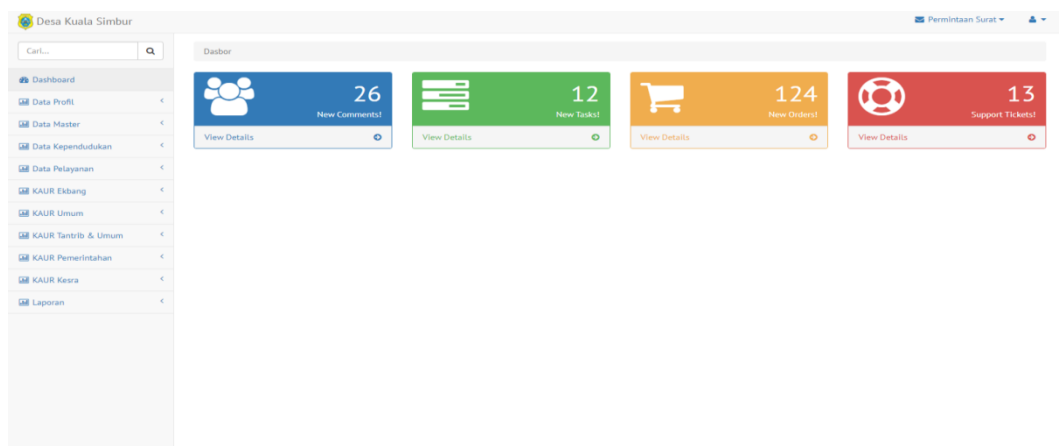 Desa Kuala Simbur
Permintaan Surat
Cari...
Dasbor
Dashboard
Data Profil
Data Master
Data Kependudukan
Data Pelayanan
KAUR Ekbang
KAUR Umum
KAUR Tantrib & Umum
KAUR Pemerintahan
KAUR Kesra
Laporan
26
New Comments!
View Details
12
New Tasks!
View Details
124
New Orders!
View Details
13
Support Tickets!
View Details